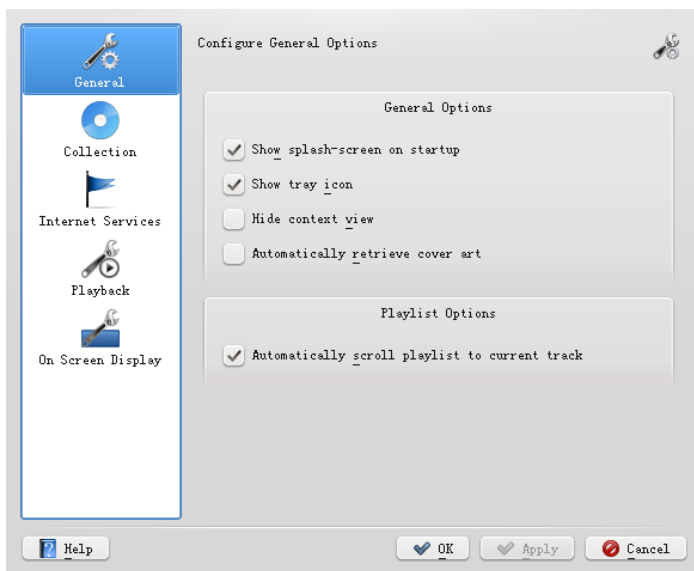 General
Collection
Internet Services
Playback
On Screen Display
Configure General Options
General Options
Show splash-screen on startup
Show tray icon
Hide context view
Automatically retrieve cover art
Playlist Options
Automatically scroll playlist to current track
Help
OK
Apply
Cancel